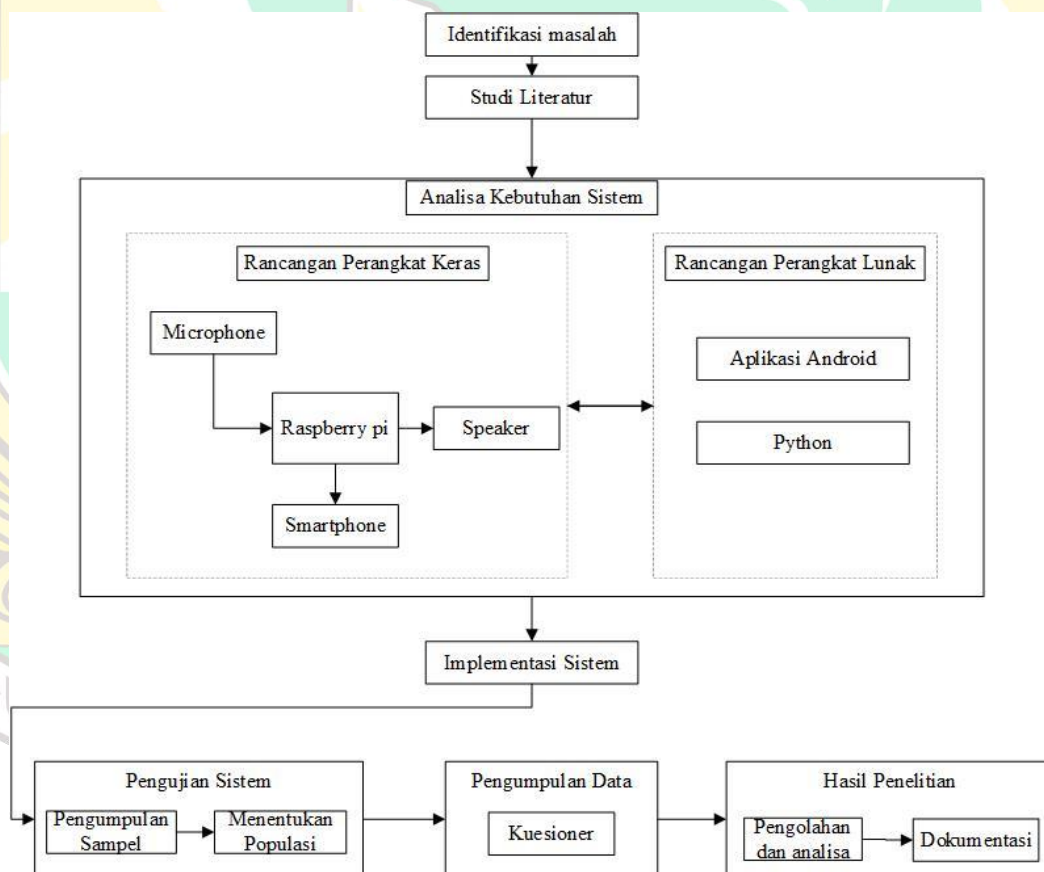 Identifikasi masalah
Studi Literatur
Analisa Kebutuhan Sistem
Rancangan Perangkat Keras
Microphone
Raspberry pi
Speaker
Smartphone
Rancangan Perangkat Lunak
Aplikasi Android
Python
Implementasi Sistem
Pengujian Sistem
Pengumpulan
Sampel
Menentukan
Populasi
Pengumpulan Data
Kuesioner
Hasil Penelitian
Pengolahan
dan analisa
Dokumentasi